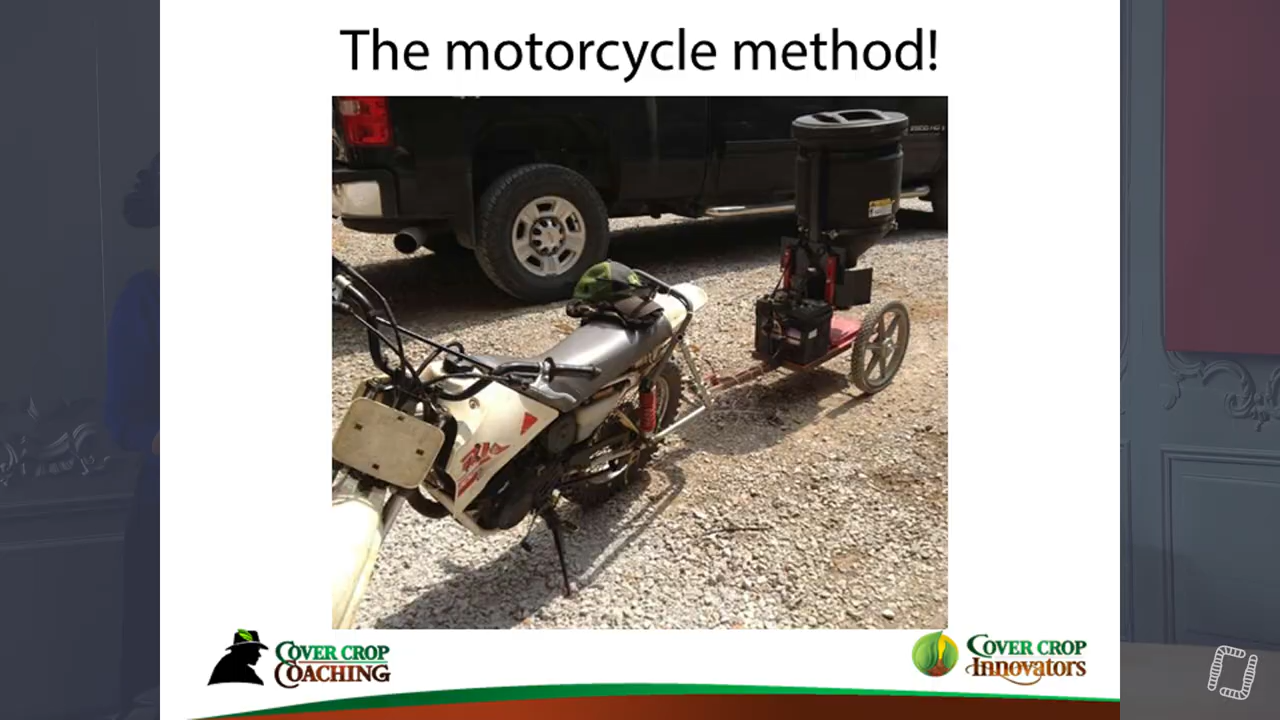 The motorcycle method!
COVER CROP
COACHING
COVER CROP
Innovators